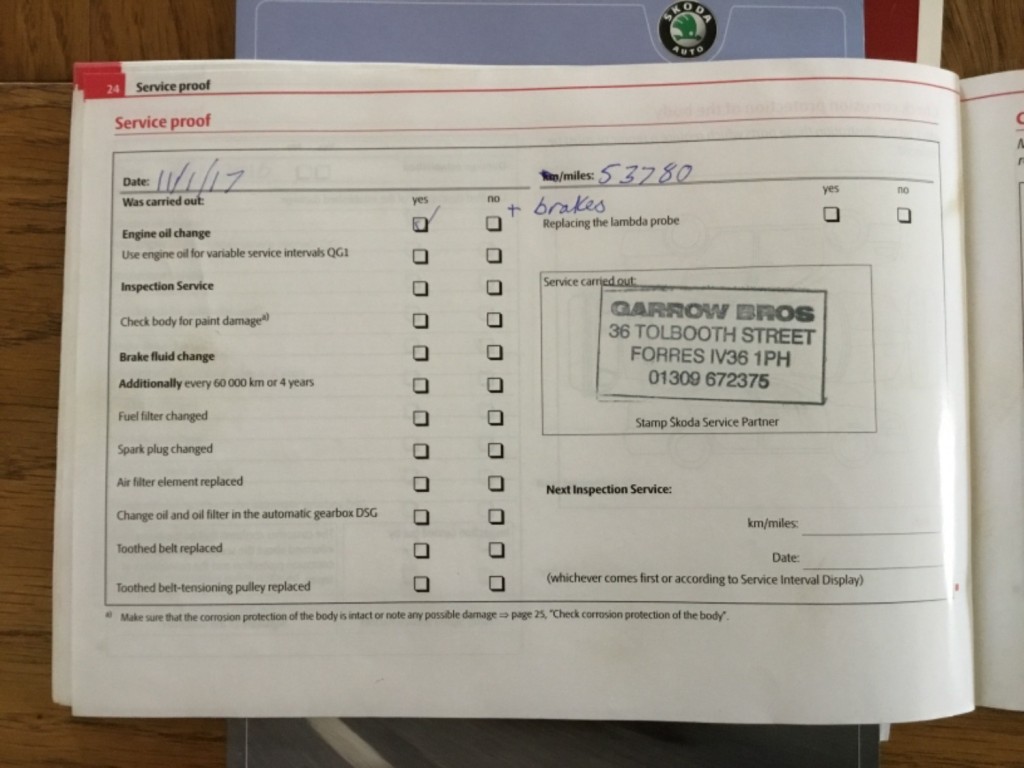 SKODA
AUTO
24 Service proof
Service proof
Date: 11/1/17
km/miles: 53780
Was carried out: yes no
+ brakes
yes no
Engine oil change
Replacing the lambda probe
Use engine oil for variable service intervals QG1
Inspection Service
Check body for paint damage a)
Brake fluid change
Additionally every 60 000 km or 4 years
Fuel filter changed
Spark plug changed
Air filter element replaced
Change oil and oil filter in the automatic gearbox DSG
Toothed belt replaced
Toothed belt-tensioning pulley replaced
Service carried out:
GARROW BROS
36 TOLBOOTH STREET
FORRES IV36 1PH
01309 672375
Stamp Škoda Service Partner
Next Inspection Service:
km/miles:
Date:
(whichever comes first or according to Service Interval Display)
a) Make sure that the corrosion protection of the body is intact or note any possible damage ⇒ page 25, "Check corrosion protection of the body".